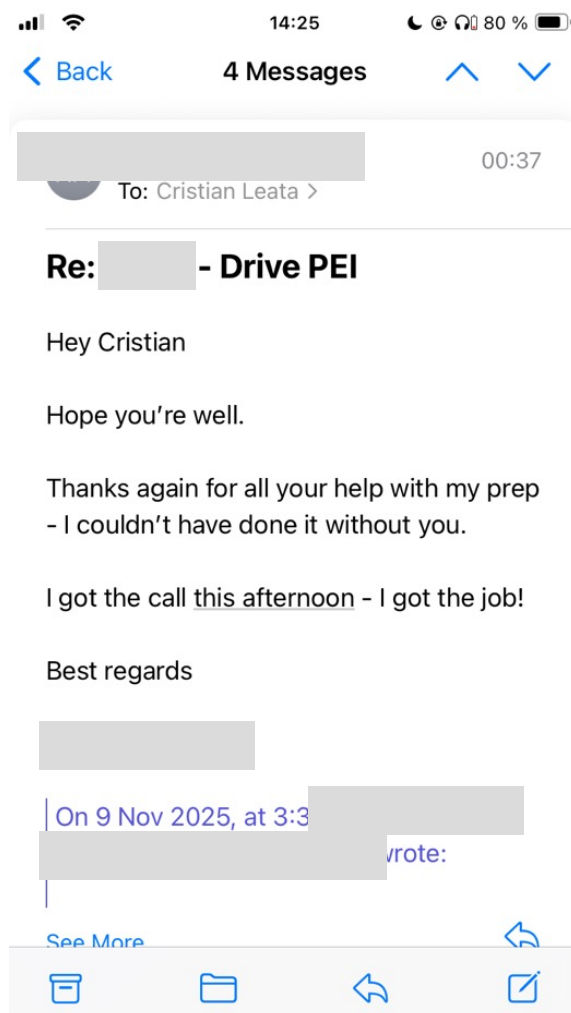 14:25 80 %
Back 4 Messages
00:37
To: Cristian Leata >
Re: - Drive PEI
Hey Cristian
Hope you’re well.
Thanks again for all your help with my prep
- I couldn’t have done it without you.
I got the call this afternoon - I got the job!
Best regards
On 9 Nov 2025, at 3:3
wrote:
See More